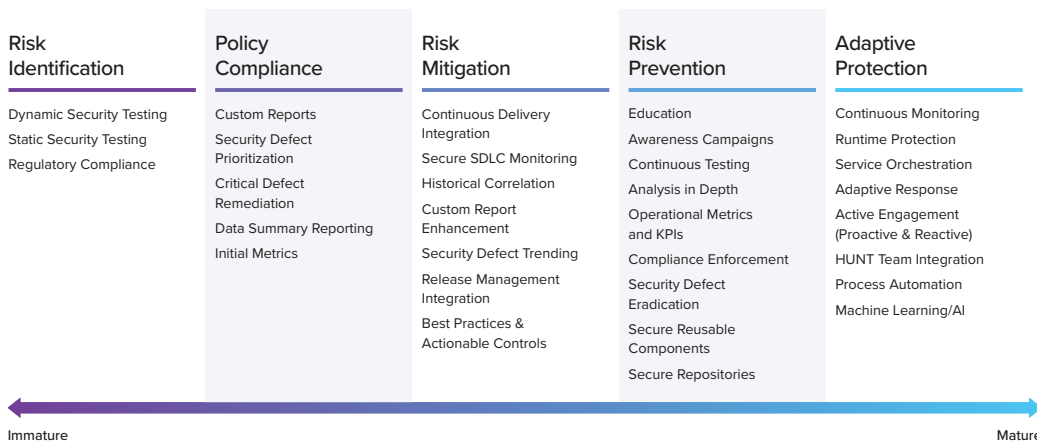 Risk
Identification
Dynamic Security Testing
Static Security Testing
Regulatory Compliance
Policy
Compliance
Custom Reports
Security Defect
Prioritization
Critical Defect
Remediation
Data Summary Reporting
Initial Metrics
Risk
Mitigation
Continuous Delivery
Integration
Secure SDLC Monitoring
Historical Correlation
Custom Report
Enhancement
Security Defect Trending
Release Management
Integration
Best Practices &
Actionable Controls
Risk
Prevention
Education
Awareness Campaigns
Continuous Testing
Analysis in Depth
Operational Metrics
and KPIs
Compliance Enforcement
Security Defect
Eradication
Secure Reusable
Components
Secure Repositories
Adaptive
Protection
Continuous Monitoring
Runtime Protection
Service Orchestration
Adaptive Response
Active Engagement
(Proactive & Reactive)
HUNT Team Integration
Process Automation
Machine Learning/AI
Immature
Mature